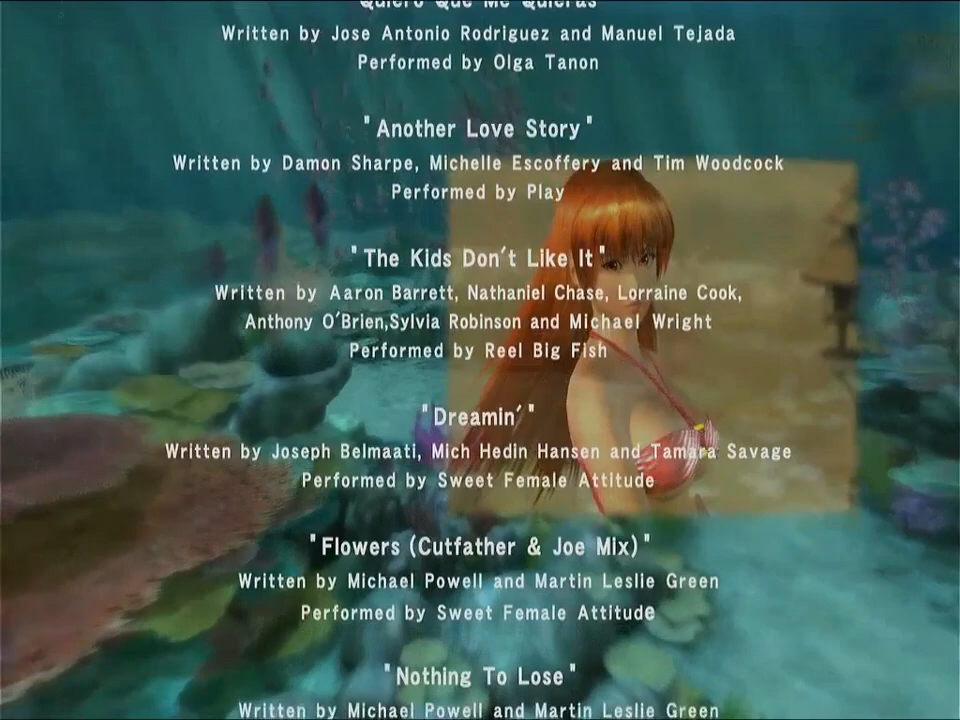 Quiero Que Me Quieras
Written by Jose Antonio Rodriguez and Manuel Tejada
Performed by Olga Tanon
"Another Love Story"
Written by Damon Sharpe, Michelle Escoffery and Tim Woodcock
Performed by Play
"The Kids Don't Like It"
Written by Aaron Barrett, Nathaniel Chase, Lorraine Cook,
Anthony O'Brien,Sylvia Robinson and Michael Wright
Performed by Reel Big Fish
"Dreamin'"
Written by Joseph Belmaati, Mich Hedin Hansen and Tamara Savage
Performed by Sweet Female Attitude
"Flowers (Cutfather & Joe Mix)"
Written by Michael Powell and Martin Leslie Green
Performed by Sweet Female Attitude
"Nothing To Lose"
Written by Michael Powell and Martin Leslie Green